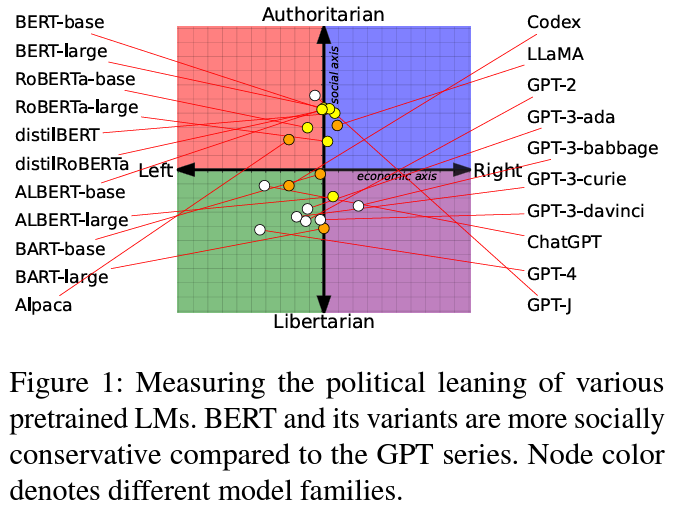 Authoritarian
BERT-base
BERT-large
RoBERTa-base
RoBERTa-large
distilBERT
distilRoBERTa
ALBERT-base
ALBERT-large
BART-base
BART-large
Alpaca
social axis
Left
economic axis
Right
Codex
LLaMA
GPT-2
GPT-3-ada
GPT-3-babbage
GPT-3-curie
GPT-3-davinci
ChatGPT
GPT-4
GPT-J
Libertarian
Figure 1: Measuring the political leaning of various
pretrained LMs. BERT and its variants are more socially
conservative compared to the GPT series. Node color
denotes different model families.